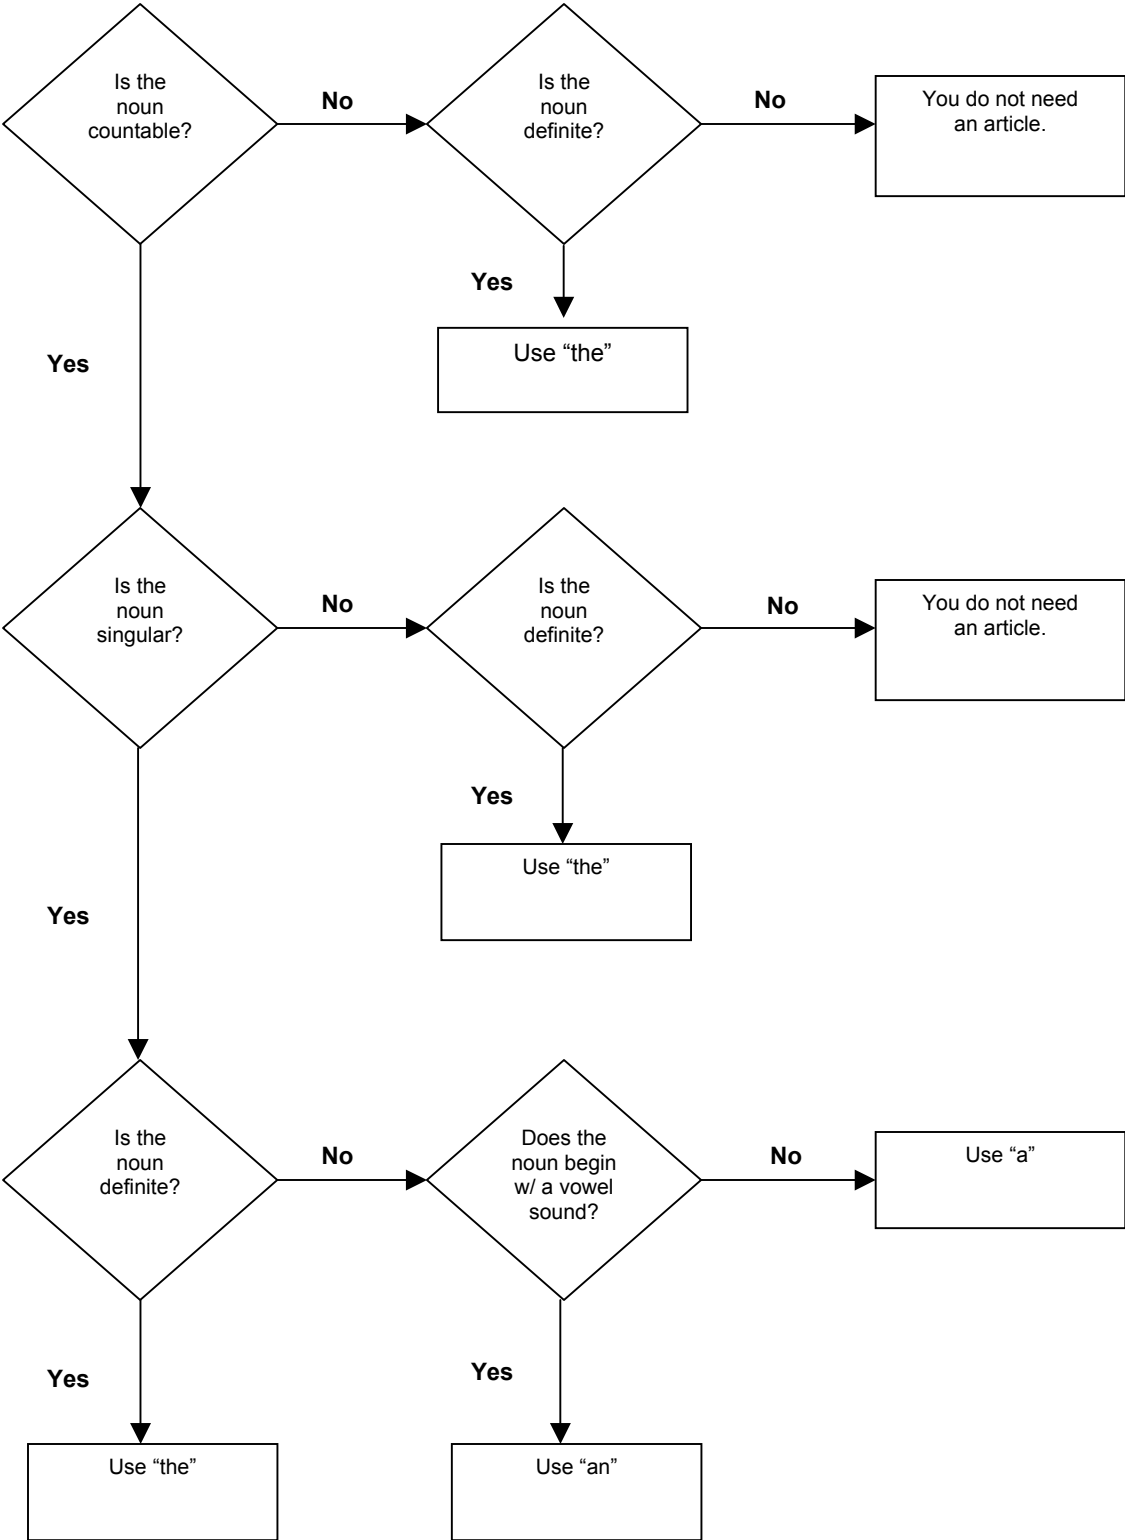 Is the
noun
countable?
No
Is the
noun
definite?
No
You do not need
an article.
Yes
Use “the”
Yes
Is the
noun
singular?
No
Is the
noun
definite?
No
You do not need
an article.
Yes
Use “the”
Yes
Is the
noun
definite?
No
Does the
noun begin
w/ a vowel
sound?
No
Use “a”
Yes
Use “the”
Yes
Use “an”